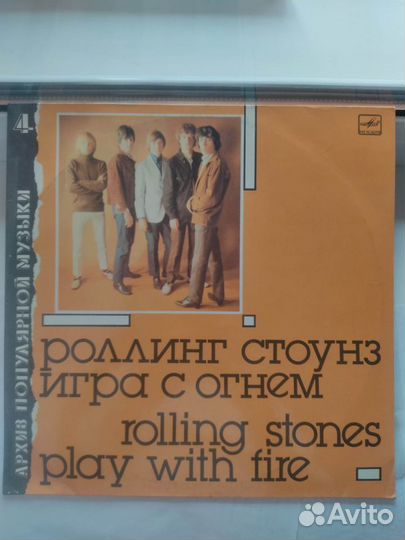 4
АРХИВ ПОПУЛЯРНОЙ МУЗЫКИ
роллинг стоунз
игра с огнем
rolling stones
play with fire
Avito